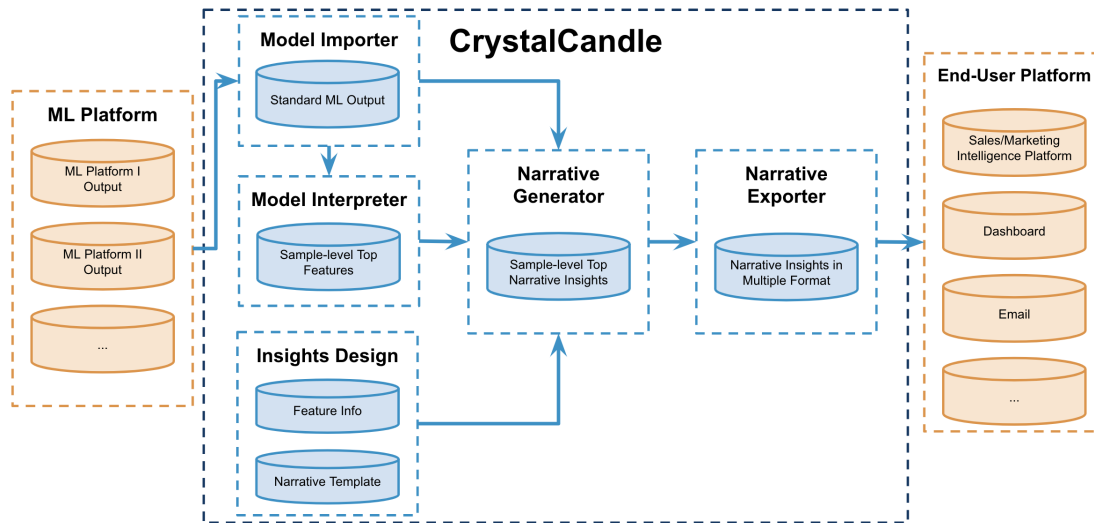 CrystalCandle
ML Platform
ML Platform I
Output
ML Platform II
Output
...
Model Importer
Standard ML Output
Model Interpreter
Sample-level Top
Features
Insights Design
Feature Info
Narrative Template
Narrative
Generator
Sample-level Top
Narrative Insights
Narrative
Exporter
Narrative Insights in
Multiple Format
End-User Platform
Sales/Marketing
Intelligence Platform
Dashboard
Email
...